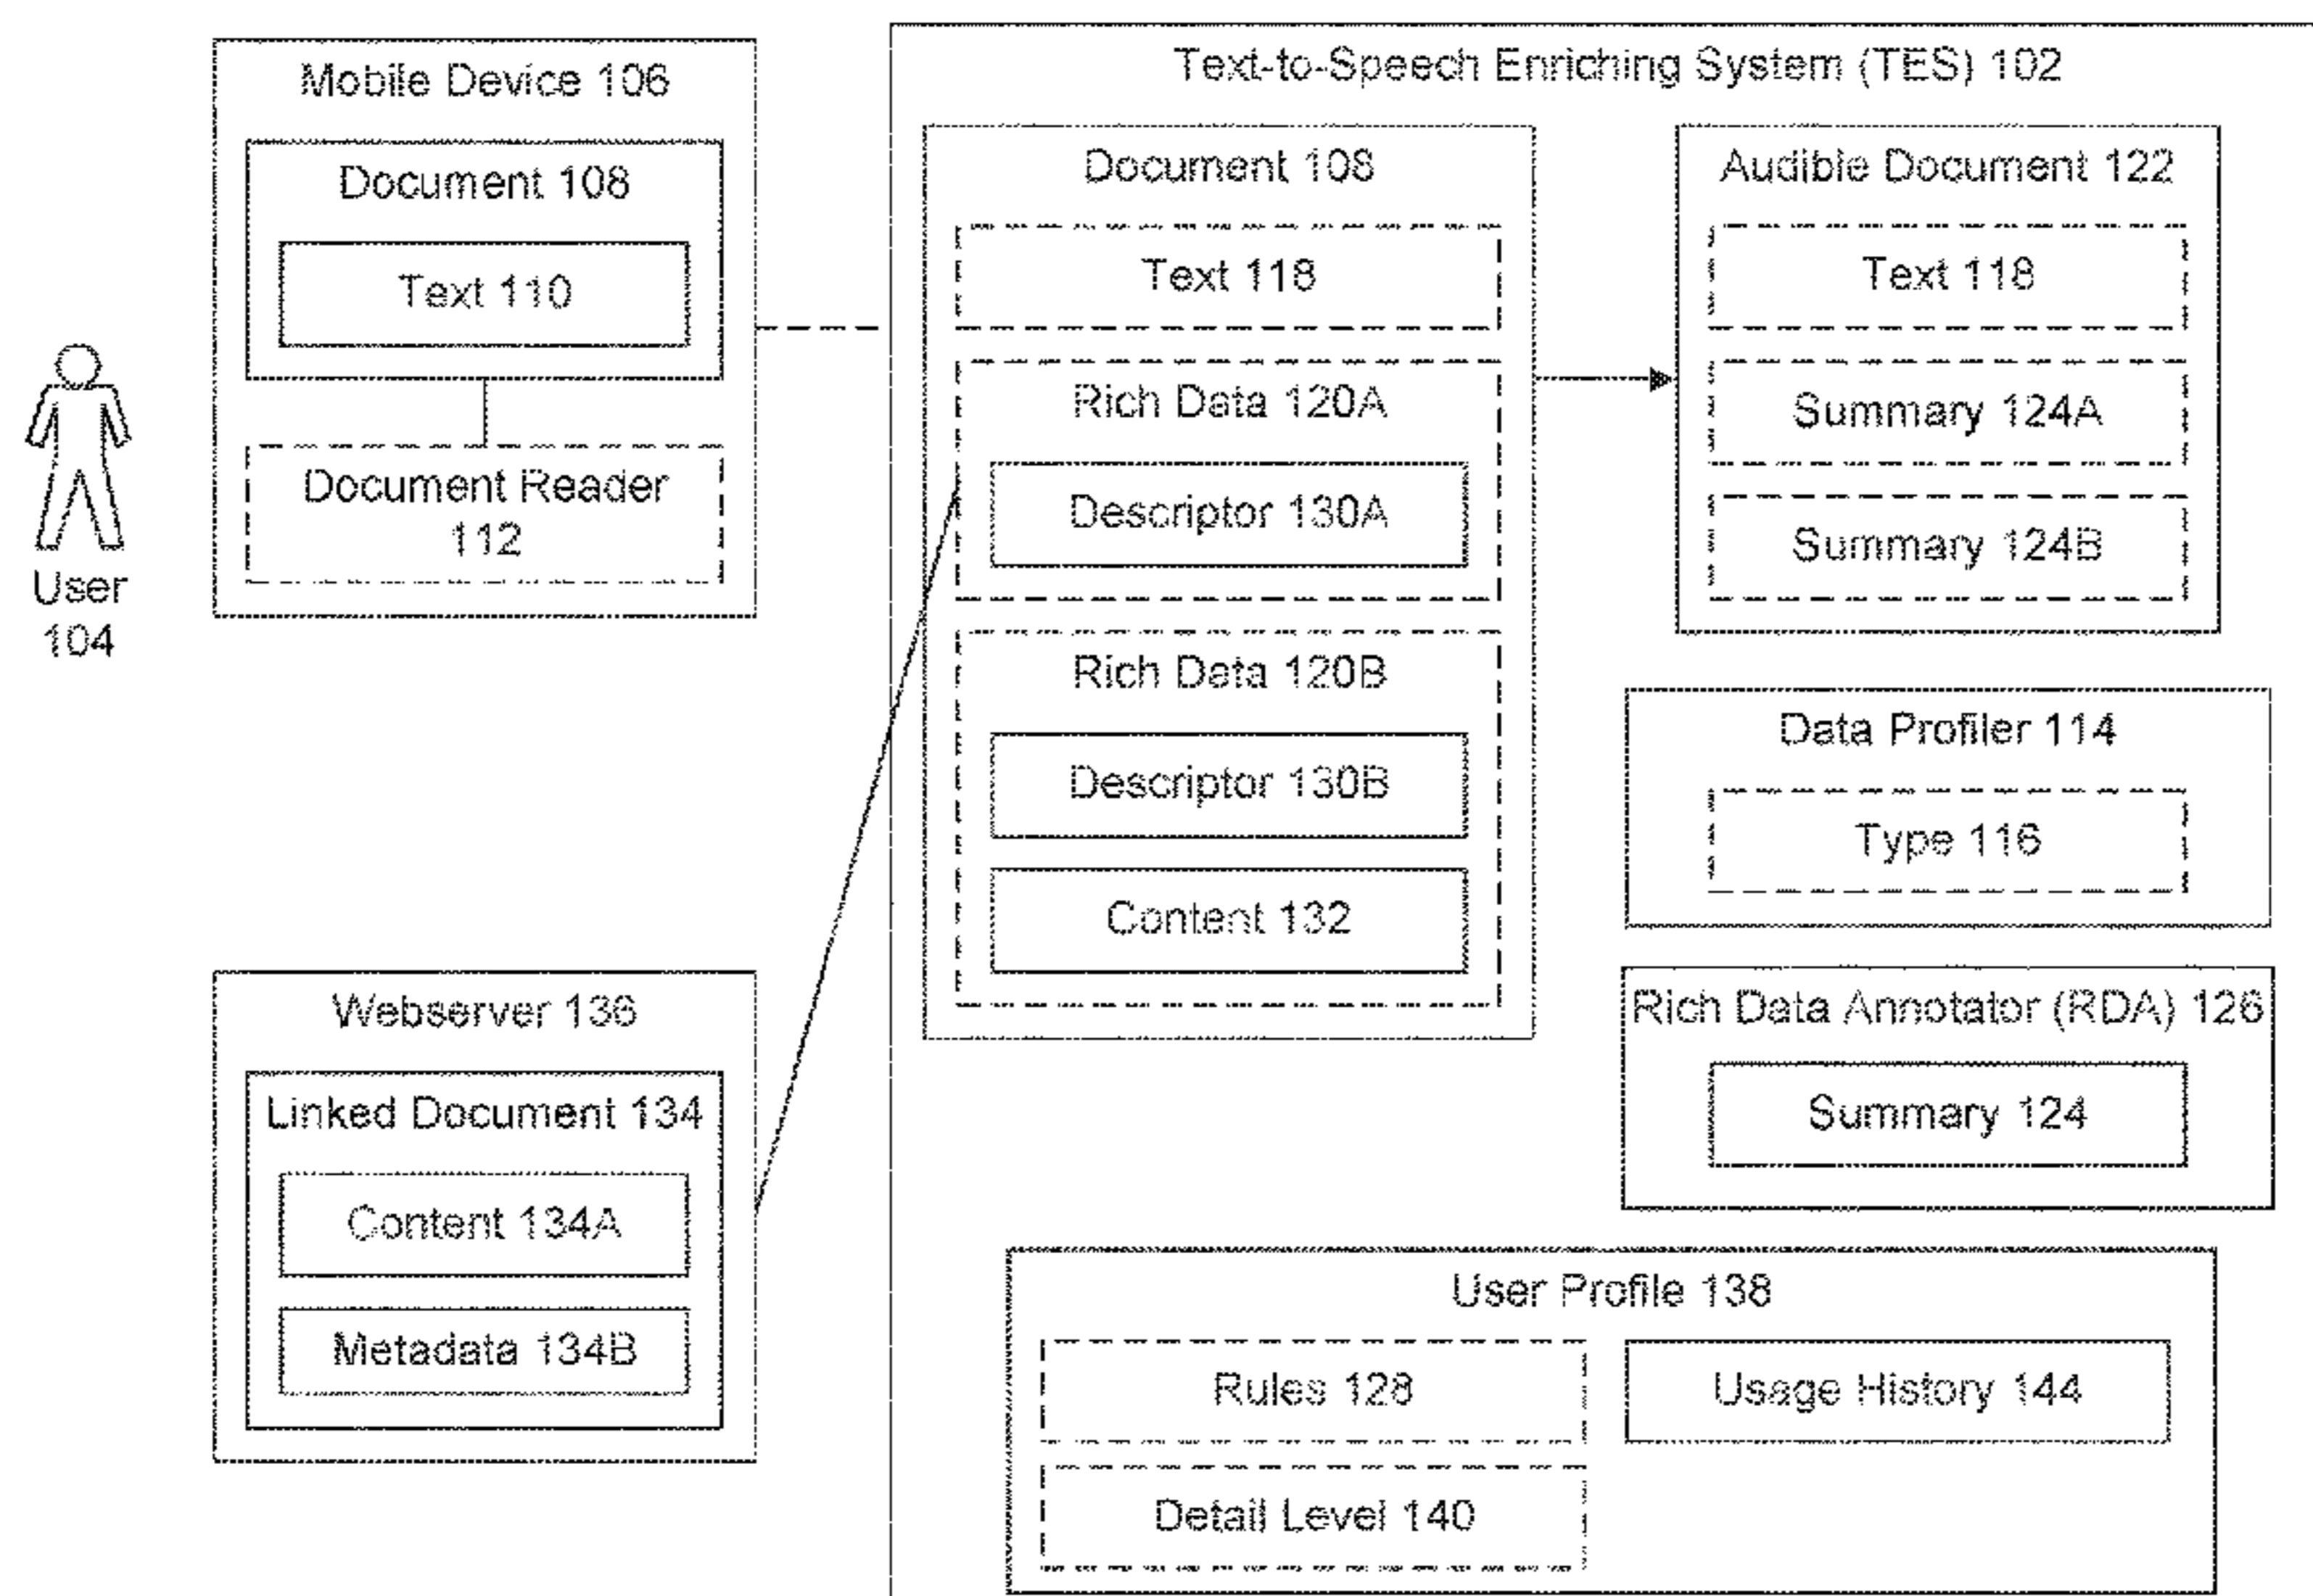 User
104
Mobile Device 106
Document 108
Text 110
Document Reader
112
Webserver 136
Linked Document 134
Content 134A
Metadata 134B
Text-to-Speech Enriching System (TES) 102
Document 108
Text 118
Rich Data 120A
Descriptor 130A
Rich Data 120B
Descriptor 130B
Content 132
Audible Document 122
Text 118
Summary 124A
Summary 124B
Data Profiler 114
Type 116
Rich Data Annotator (RDA) 126
Summary 124
User Profile 138
Rules 128
Usage History 144
Detail Level 140